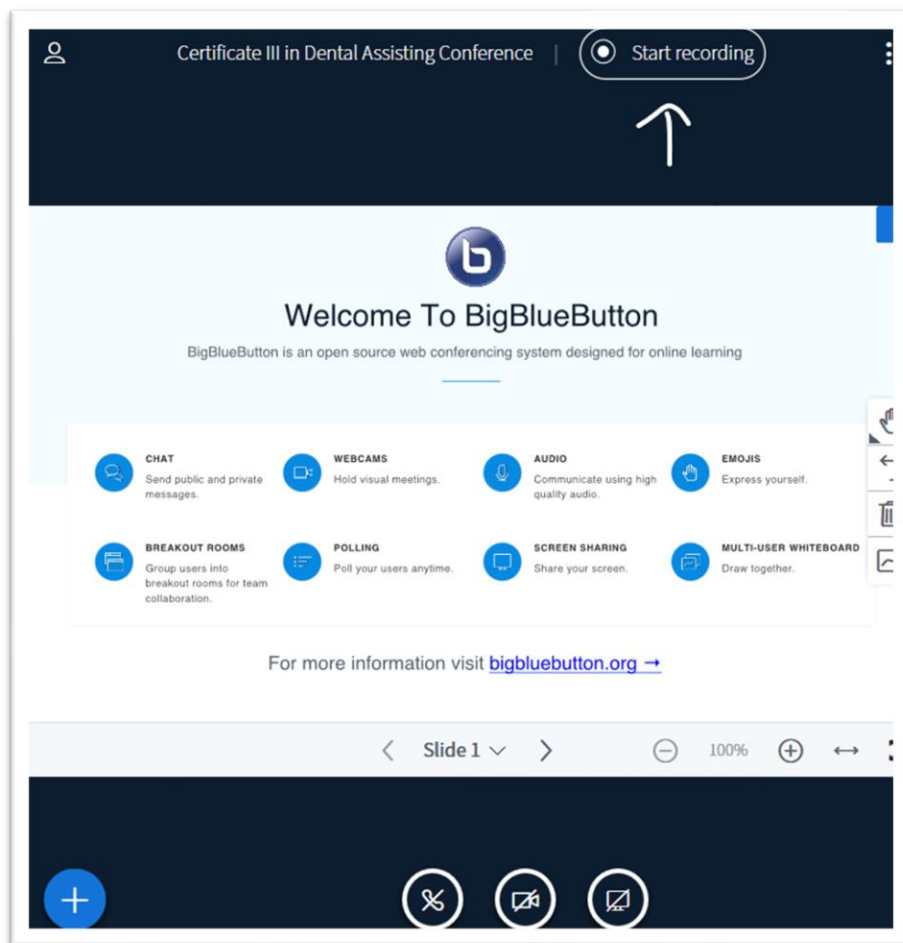 Certificate III in Dental Assisting Conference | Start recording
b
Welcome To BigBlueButton
BigBlueButton is an open source web conferencing system designed for online learning
CHAT
Send public and private
messages.
WEBCAMS
Hold visual meetings.
AUDIO
Communicate using high
quality audio.
EMOJIS
Express yourself.
BREAKOUT ROOMS
Group users into
breakout rooms for team
collaboration.
POLLING
Poll your users anytime.
SCREEN SHARING
Share your screen.
MULTI-USER WHITEBOARD
Draw together.
For more information visit bigbluebutton.org →
Slide 1
100%